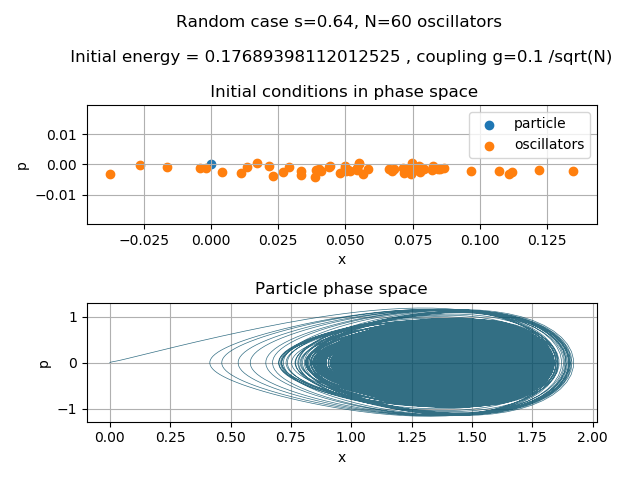 Random case s=0.64, N=60 oscillators
Initial energy = 0.17689398112012525 , coupling g=0.1 /sqrt(N)
Initial conditions in phase space
particle
oscillators
0.01
0.00
−0.01
p
−0.025 0.000 0.025 0.050 0.075 0.100 0.125
x
Particle phase space
1
0
−1
p
0.00 0.25 0.50 0.75 1.00 1.25 1.50 1.75 2.00
x